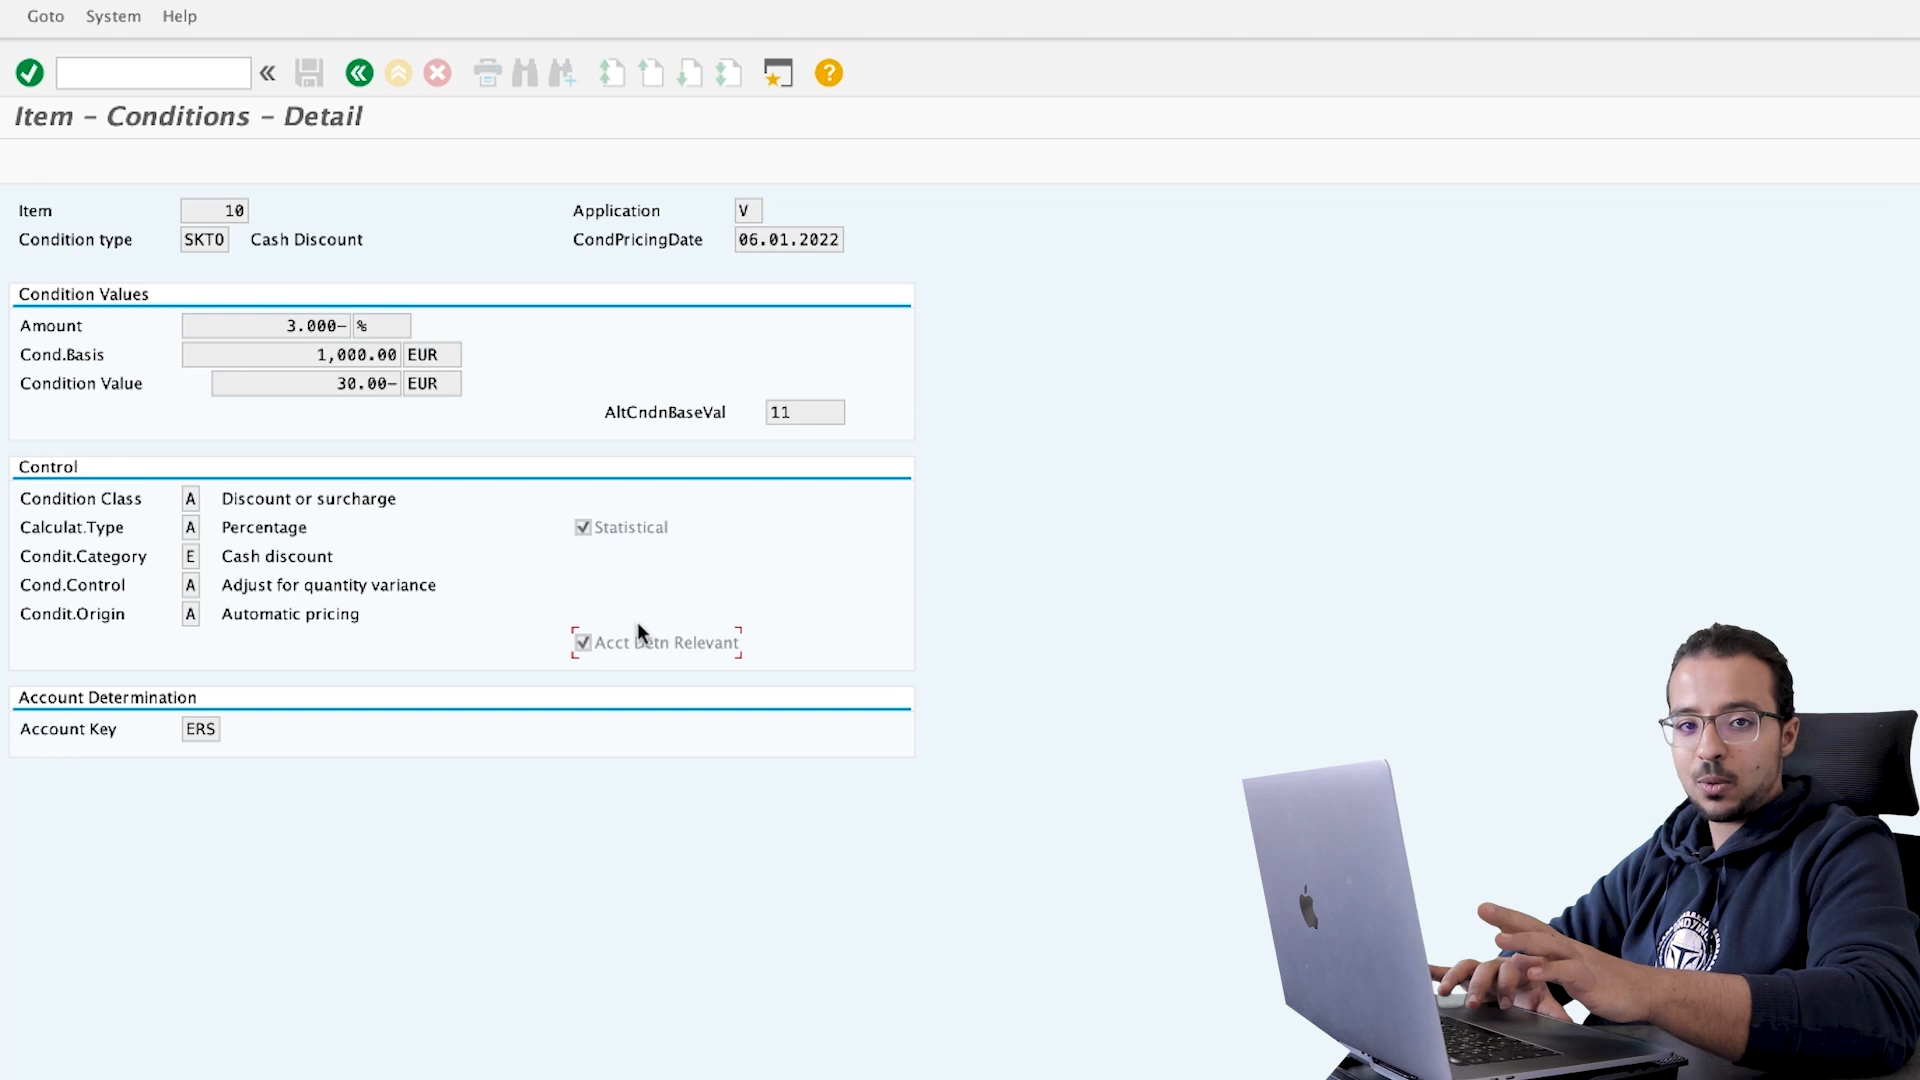 Goto System Help
?
Item - Conditions - Detail
Item 10 Application V
Condition type SKTO Cash Discount CondPricingDate 06.01.2022
Condition Values
Amount 3.000- %
Cond.Basis 1,000.00 EUR
Condition Value 30.00- EUR
AltCndnBaseVal 11
Control
Condition Class A Discount or surcharge
Calculat.Type A Percentage Statistical
Condit.Category E Cash discount
Cond.Control A Adjust for quantity variance
Condit.Origin A Automatic pricing
Acct Detn Relevant
Account Determination
Account Key ERS